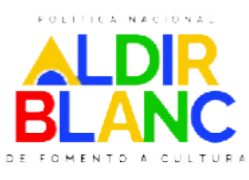 POLÍTICA NACIONAL
ALDIR
BLANC
DE FOMENTO À CULTURA